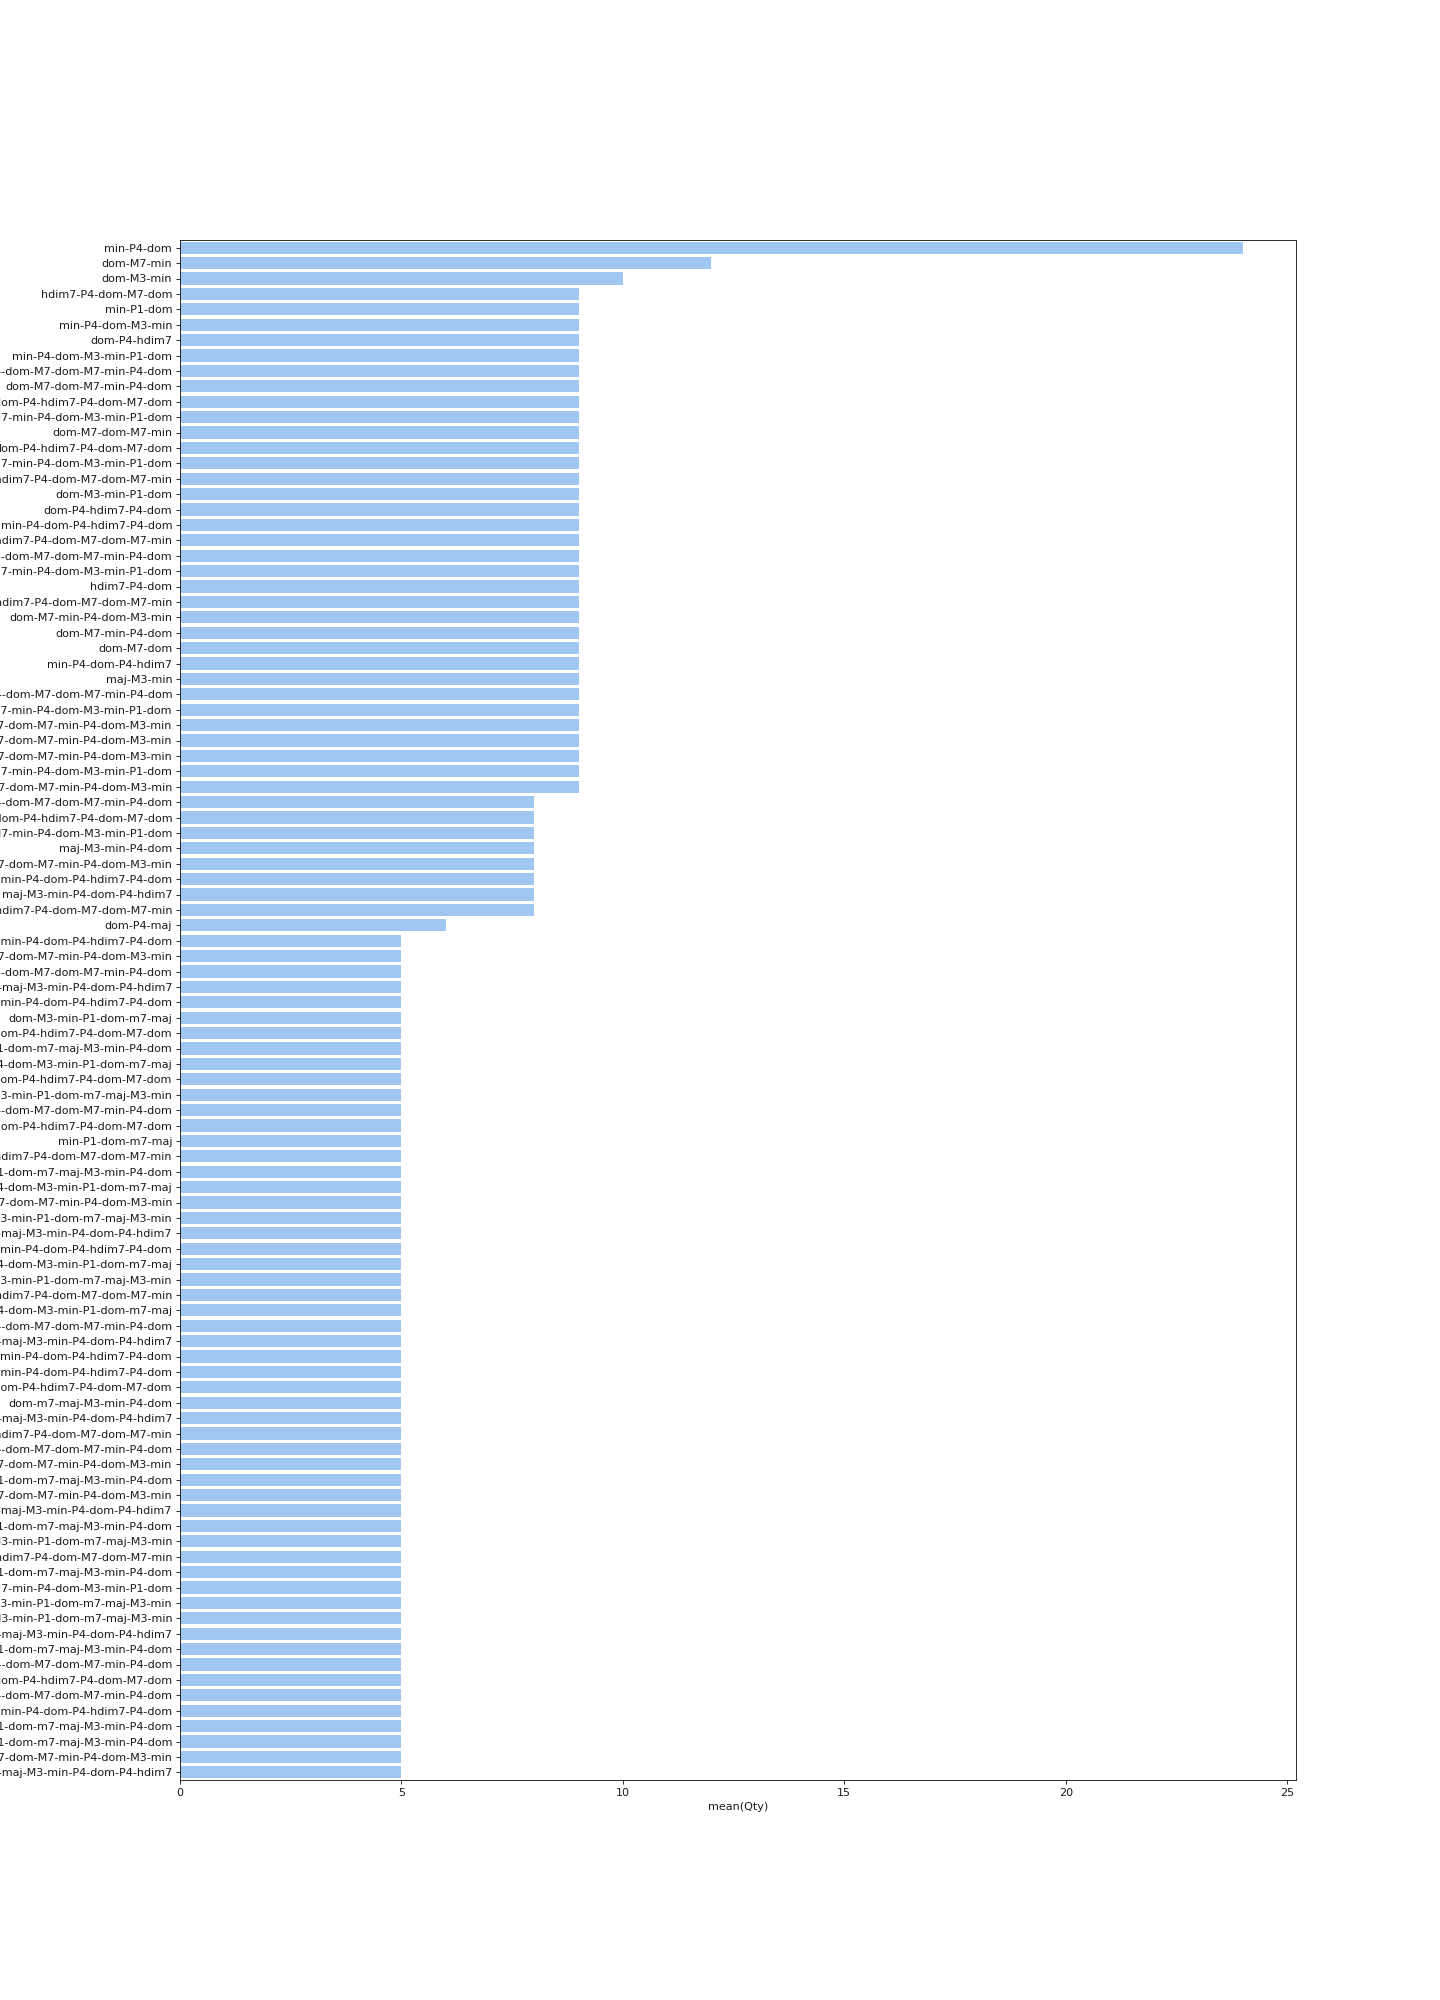 min-P4-dom
dom-M7-min
dom-M3-min
hdim7-P4-dom-M7-dom
min-P1-dom
min-P4-dom-M3-min
dom-P4-hdim7
min-P4-dom-M3-min-P1-dom
-dom-M7-dom-M7-min-P4-dom
dom-M7-dom-M7-min-P4-dom
om-P4-hdim7-P4-dom-M7-dom
7-min-P4-dom-M3-min-P1-dom
dom-M7-dom-M7-min
om-P4-hdim7-P4-dom-M7-dom
7-min-P4-dom-M3-min-P1-dom
dim7-P4-dom-M7-dom-M7-min
dom-M3-min-P1-dom
dom-P4-hdim7-P4-dom
min-P4-dom-P4-hdim7-P4-dom
dim7-P4-dom-M7-dom-M7-min
-dom-M7-dom-M7-min-P4-dom
7-min-P4-dom-M3-min-P1-dom
hdim7-P4-dom
dim7-P4-dom-M7-dom-M7-min
dom-M7-min-P4-dom-M3-min
dom-M7-min-P4-dom
dom-M7-dom
min-P4-dom-P4-hdim7
maj-M3-min
-dom-M7-dom-M7-min-P4-dom
7-min-P4-dom-M3-min-P1-dom
7-dom-M7-min-P4-dom-M3-min
7-dom-M7-min-P4-dom-M3-min
7-dom-M7-min-P4-dom-M3-min
7-min-P4-dom-M3-min-P1-dom
7-dom-M7-min-P4-dom-M3-min
-dom-M7-dom-M7-min-P4-dom
om-P4-hdim7-P4-dom-M7-dom
7-min-P4-dom-M3-min-P1-dom
maj-M3-min-P4-dom
7-dom-M7-min-P4-dom-M3-min
min-P4-dom-P4-hdim7-P4-dom
maj-M3-min-P4-dom-P4-hdim7
dim7-P4-dom-M7-dom-M7-min
dom-P4-maj
min-P4-dom-P4-hdim7-P4-dom
7-dom-M7-min-P4-dom-M3-min
-dom-M7-dom-M7-min-P4-dom
-maj-M3-min-P4-dom-P4-hdim7
min-P4-dom-P4-hdim7-P4-dom
dom-M3-min-P1-dom-m7-maj
om-P4-hdim7-P4-dom-M7-dom
1-dom-m7-maj-M3-min-P4-dom
4-dom-M3-min-P1-dom-m7-maj
om-P4-hdim7-P4-dom-M7-dom
3-min-P1-dom-m7-maj-M3-min
-dom-M7-dom-M7-min-P4-dom
om-P4-hdim7-P4-dom-M7-dom
min-P1-dom-m7-maj
dim7-P4-dom-M7-dom-M7-min
1-dom-m7-maj-M3-min-P4-dom
4-dom-M3-min-P1-dom-m7-maj
7-dom-M7-min-P4-dom-M3-min
3-min-P1-dom-m7-maj-M3-min
-maj-M3-min-P4-dom-P4-hdim7
min-P4-dom-P4-hdim7-P4-dom
4-dom-M3-min-P1-dom-m7-maj
3-min-P1-dom-m7-maj-M3-min
dim7-P4-dom-M7-dom-M7-min
4-dom-M3-min-P1-dom-m7-maj
-dom-M7-dom-M7-min-P4-dom
-maj-M3-min-P4-dom-P4-hdim7
min-P4-dom-P4-hdim7-P4-dom
min-P4-dom-P4-hdim7-P4-dom
om-P4-hdim7-P4-dom-M7-dom
dom-m7-maj-M3-min-P4-dom
-maj-M3-min-P4-dom-P4-hdim7
dim7-P4-dom-M7-dom-M7-min
-dom-M7-dom-M7-min-P4-dom
7-dom-M7-min-P4-dom-M3-min
1-dom-m7-maj-M3-min-P4-dom
7-dom-M7-min-P4-dom-M3-min
-maj-M3-min-P4-dom-P4-hdim7
1-dom-m7-maj-M3-min-P4-dom
3-min-P1-dom-m7-maj-M3-min
dim7-P4-dom-M7-dom-M7-min
1-dom-m7-maj-M3-min-P4-dom
7-min-P4-dom-M3-min-P1-dom
3-min-P1-dom-m7-maj-M3-min
3-min-P1-dom-m7-maj-M3-min
-maj-M3-min-P4-dom-P4-hdim7
1-dom-m7-maj-M3-min-P4-dom
-dom-M7-dom-M7-min-P4-dom
om-P4-hdim7-P4-dom-M7-dom
-dom-M7-dom-M7-min-P4-dom
min-P4-dom-P4-hdim7-P4-dom
1-dom-m7-maj-M3-min-P4-dom
1-dom-m7-maj-M3-min-P4-dom
7-dom-M7-min-P4-dom-M3-min
-maj-M3-min-P4-dom-P4-hdim7
0 5 10 15 20 25
mean(Qty)